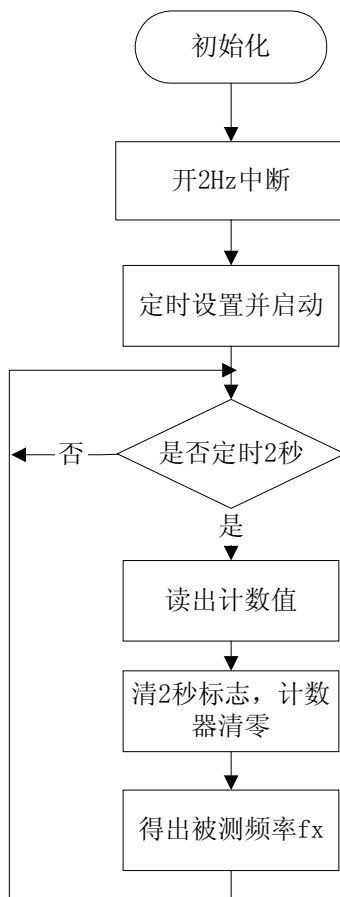 初始化
开2Hz中断
定时设置并启动
是否定时2秒
否
是
读出计数值
清2秒标志，计数
器清零
得出被测频率fx